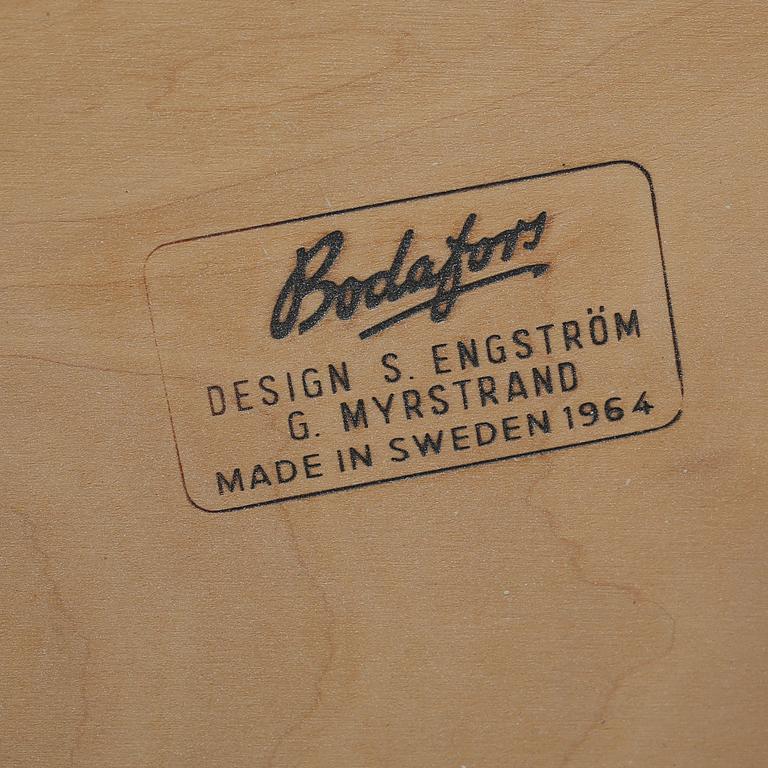 Bodafors
DESIGN S. ENGSTRÖM
G. MYRSTRAND
MADE IN SWEDEN 1964